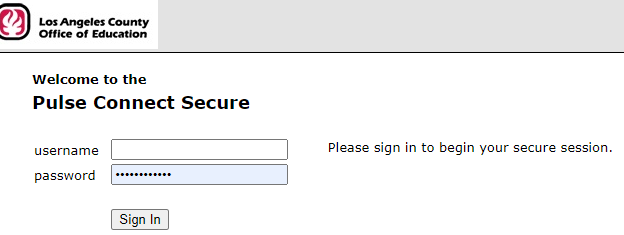 Los Angeles County
Office of Education
Welcome to the
Pulse Connect Secure
username
Please sign in to begin your secure session.
password ••••••••••••
Sign In